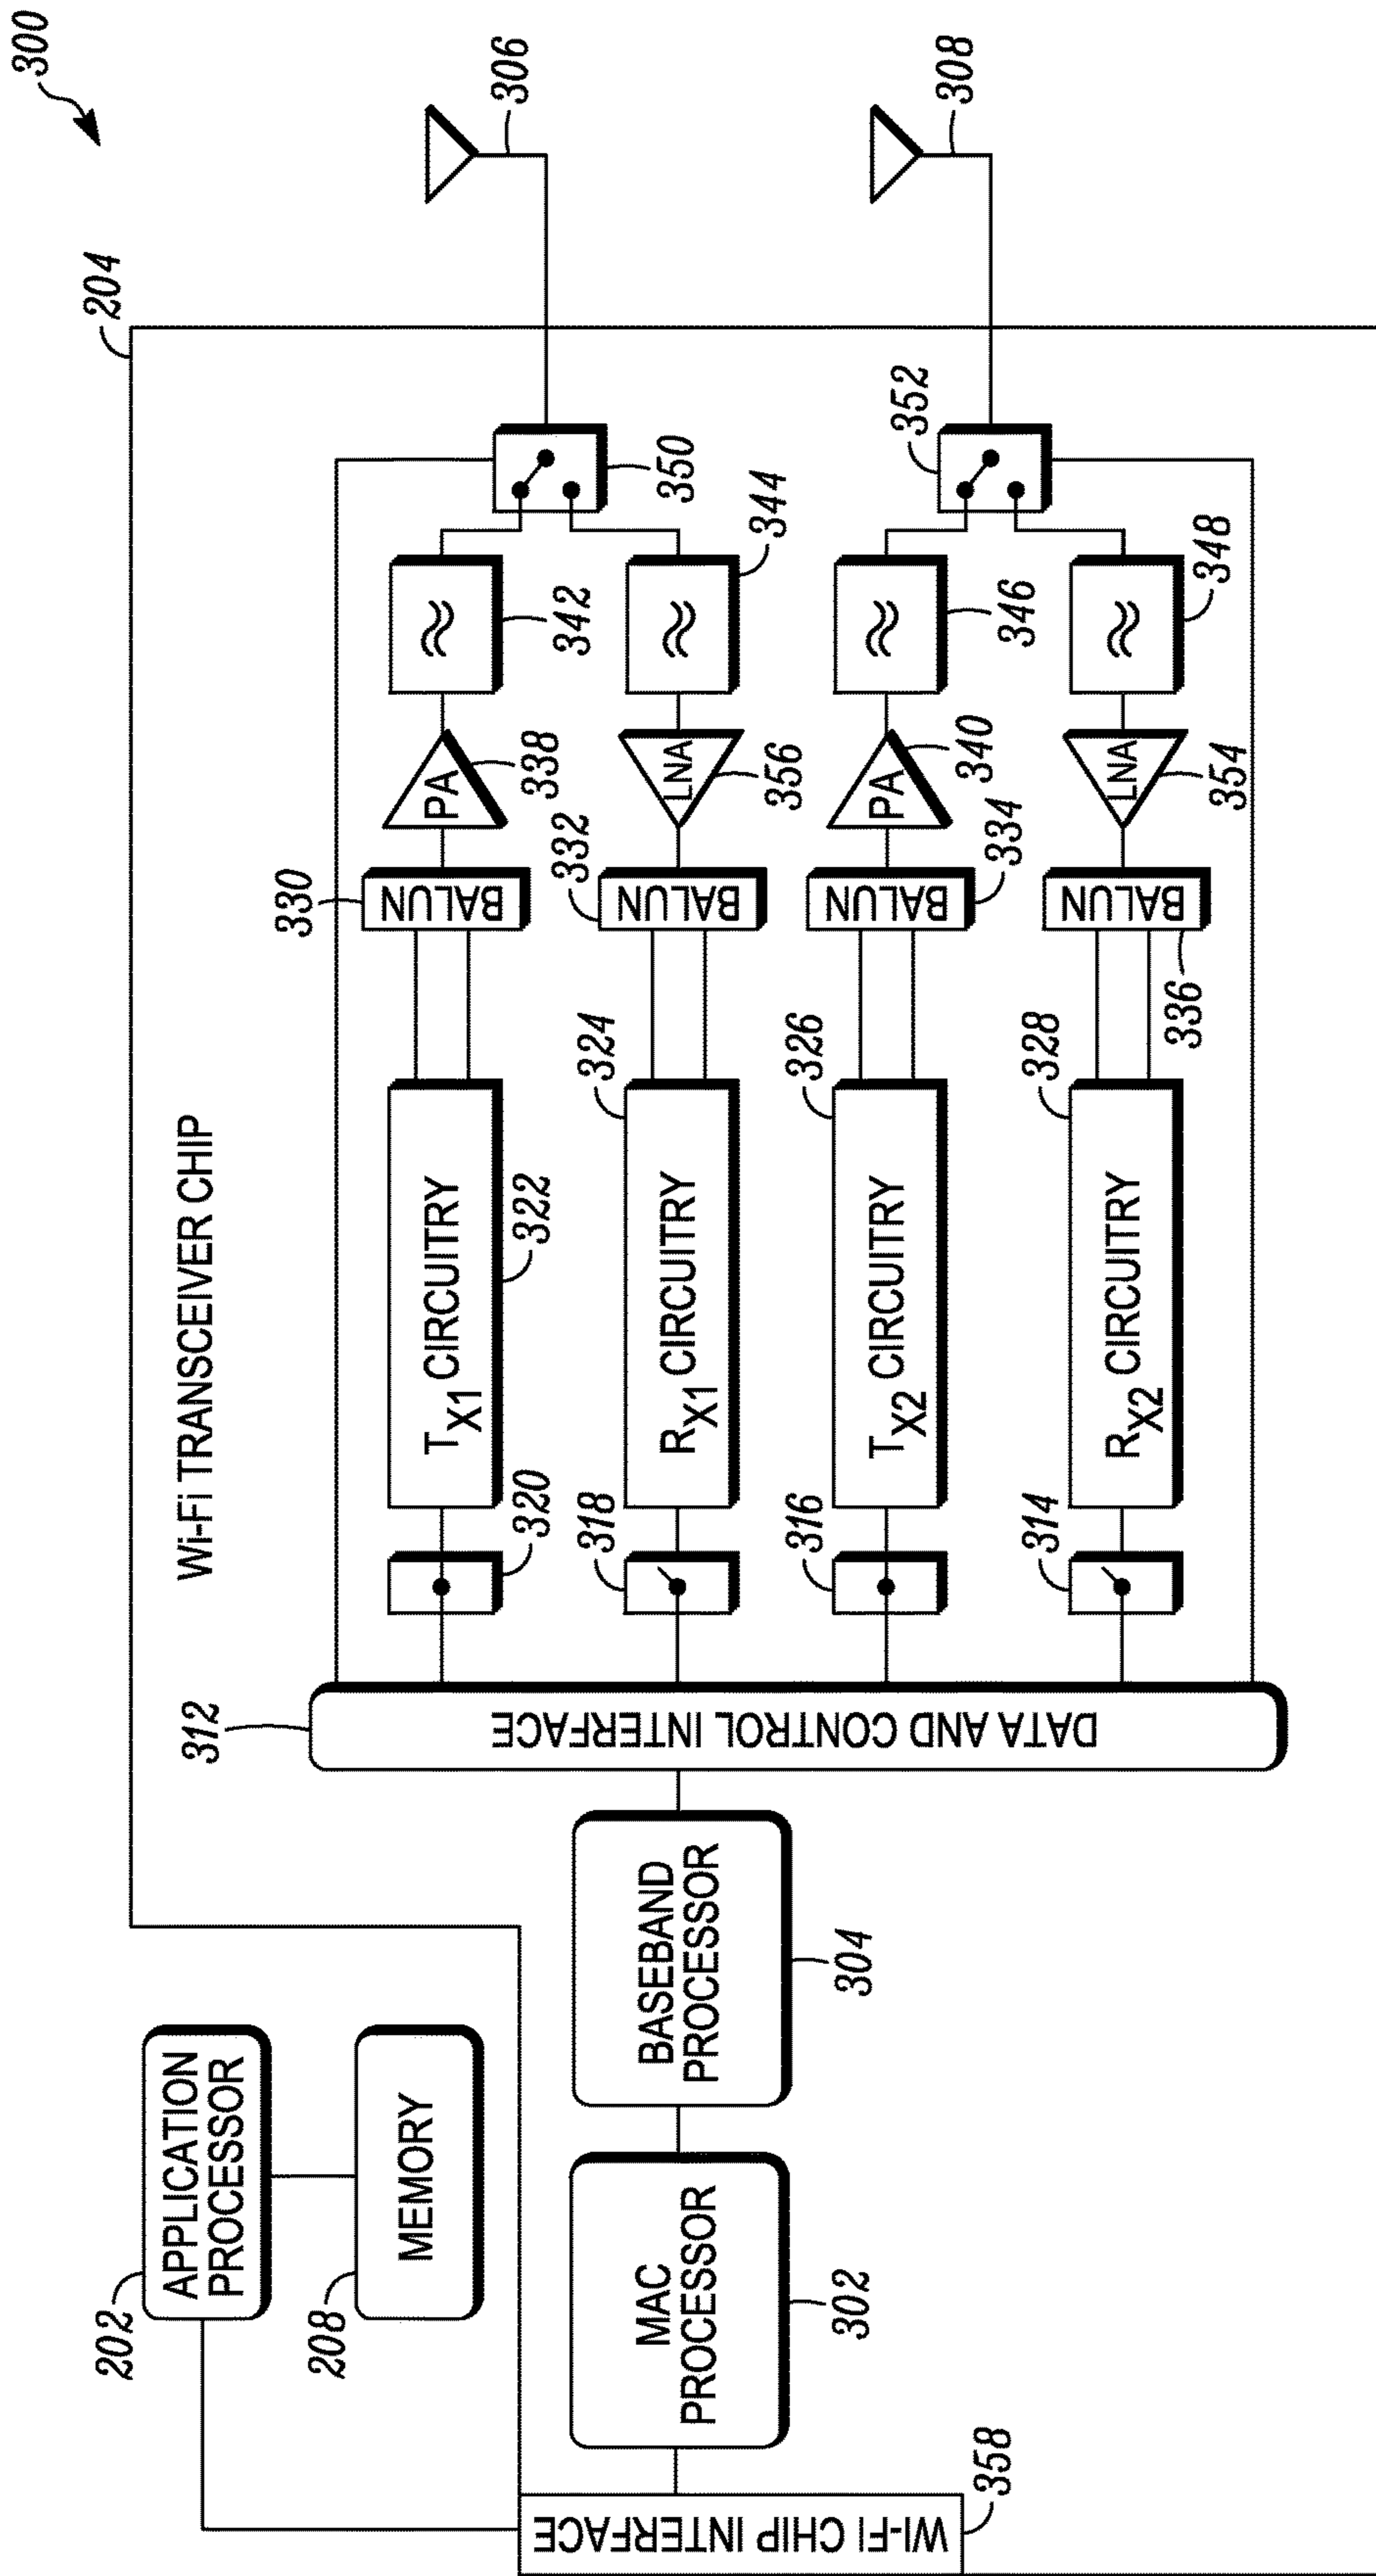 300
204
Wi-Fi TRANSCEIVER CHIP
202
APPLICATION
PROCESSOR
208
MEMORY
WI-FI CHIP INTERFACE
358
MAC
PROCESSOR
302
BASEBAND
PROCESSOR
304
312
DATA AND CONTROL INTERFACE
320
TX1 CIRCUITRY
322
330
BALUN
PA
338
342
350
306
318
RX1 CIRCUITRY
324
332
BALUN
LNA
356
344
316
TX2 CIRCUITRY
326
BALUN
334
PA
340
346
352
308
314
RX2 CIRCUITRY
328
BALUN
336
LNA
354
348